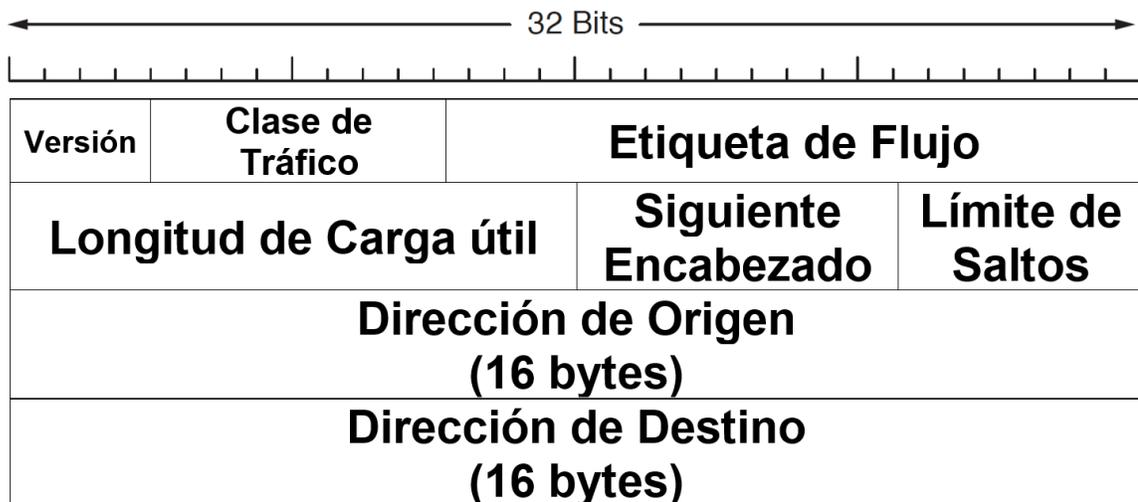 32 Bits
Versión
Clase de
Tráfico
Etiqueta de Flujo
Longitud de Carga útil
Siguiente
Encabezado
Límite de
Saltos
Dirección de Origen
(16 bytes)
Dirección de Destino
(16 bytes)